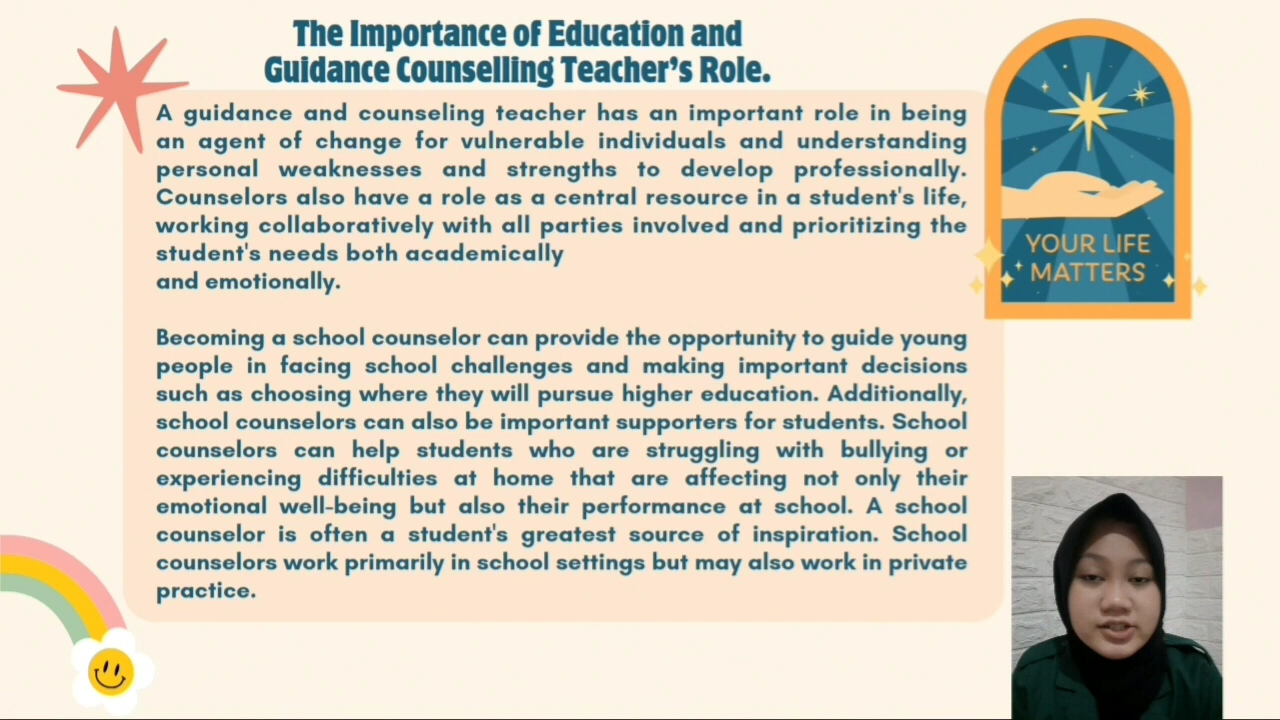 The Importance of Education and
Guidance Counselling Teacher's Role.
A guidance and counseling teacher has an important role in being
an agent of change for vulnerable individuals and understanding
personal weaknesses and strengths to develop professionally.
Counselors also have a role as a central resource in a student's life,
working collaboratively with all parties involved and prioritizing the
student's needs both academically
and emotionally.
Becoming a school counselor can provide the opportunity to guide young
people in facing school challenges and making important decisions
such as choosing where they will pursue higher education. Additionally,
school counselors can also be important supporters for students. School
counselors can help students who are struggling with bullying or
experiencing difficulties at home that are affecting not only their
emotional well-being but also their performance at school. A school
counselor is often a student's greatest source of inspiration. School
counselors work primarily in school settings but may also work in private
practice.
YOUR LIFE
MATTERS